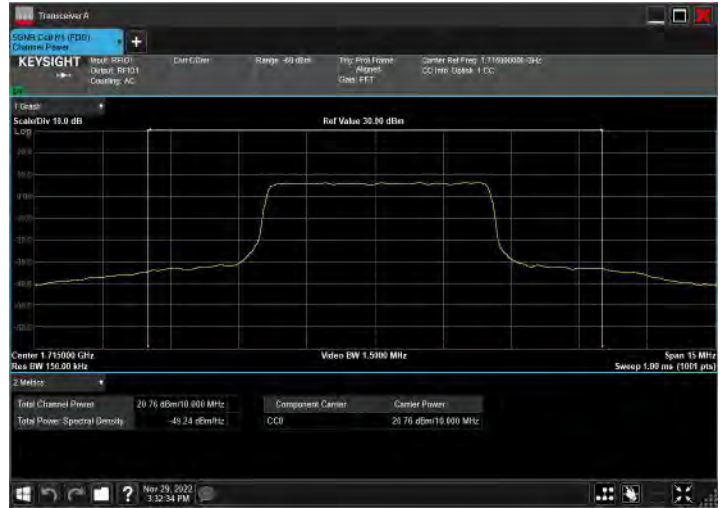 Transceiver A
5GNR
(FDD)
Channel Power
+
KEYSIGHT
Input: RFIO1
Output: RFIO1
Coupling: AC
Corr CCorr
Range: -60 dBm
Trig:
Frame
Aligned
Gate: FFT
Carrier Ref Freq: 1.715000000 GHz
CC Info: Uplink, 1 CC
1 Graph
Scale/Div 10.0 dB
Ref Value 30.00 dBm
Log
Center 1.715000 GHz
Video BW 1.5000 MHz
Span 15 MHz
Res BW 150.00 kHz
Sweep 1.00 ms (1001 pts)
2 Metrics
Total Channel Power
20.76 dBm/10.000 MHz
Component Carrier
Carrier Power
Total Power Spectral Density
-49.24 dBm/Hz
CC0
20.76 dBm/10.000 MHz
?
Nov 29, 2022
3:32:34 PM